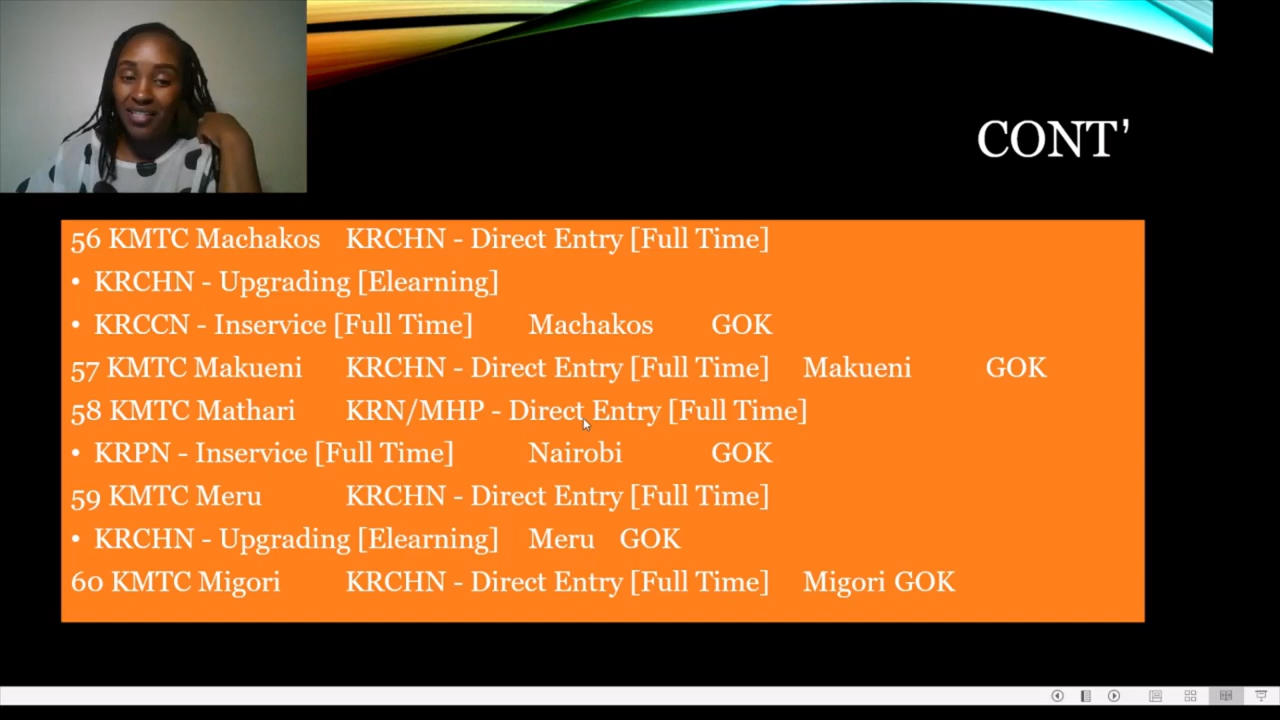 CONT’
56 KMTC Machakos KRCHN - Direct Entry [Full Time]
• KRCHN - Upgrading [Elearning]
• KRCCN - Inservice [Full Time] Machakos GOK
57 KMTC Makueni KRCHN - Direct Entry [Full Time] Makueni GOK
58 KMTC Mathari KRN/MHP - Direct Entry [Full Time]
• KRPN - Inservice [Full Time] Nairobi GOK
59 KMTC Meru KRCHN - Direct Entry [Full Time]
• KRCHN - Upgrading [Elearning] Meru GOK
60 KMTC Migori KRCHN - Direct Entry [Full Time] Migori GOK